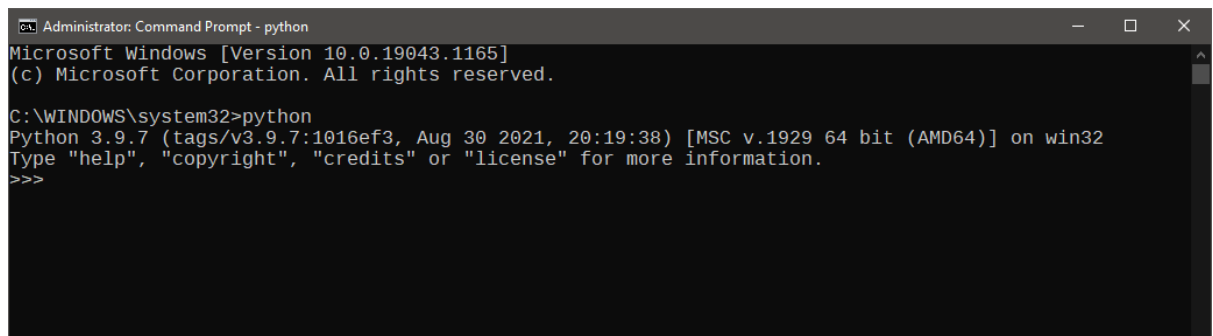 Administrator: Command Prompt - python
Microsoft Windows [Version 10.0.19043.1165]
(c) Microsoft Corporation. All rights reserved.
C:\WINDOWS\system32>python
Python 3.9.7 (tags/v3.9.7:1016ef3, Aug 30 2021, 20:19:38) [MSC v.1929 64 bit (AMD64)] on win32
Type "help", "copyright", "credits" or "license" for more information.
>>>